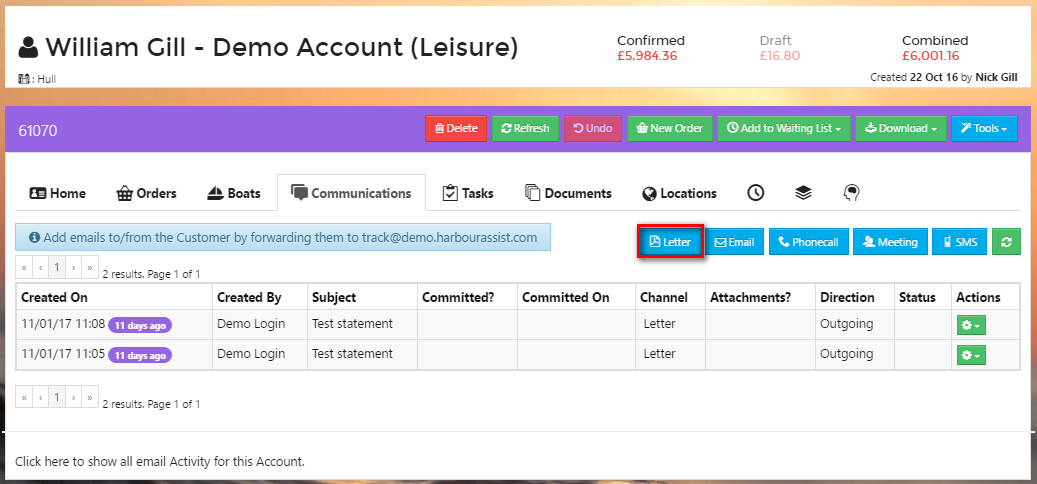 William Gill - Demo Account (Leisure)
Confirmed Draft Combined
£5,984.36 £16.80 £6,001.16
: Hull
Created 22 Oct 16 by Nick Gill
61070
Delete Refresh Undo New Order Add to Waiting List Download Tools
Home Orders Boats Communications Tasks Documents Locations
Add emails to/from the Customer by forwarding them to track@demo.harbourassist.com
Letter Email Phonecall Meeting SMS
« ‹ 1 › » 2 results. Page 1 of 1
Created On Created By Subject Committed? Committed On Channel Attachments? Direction Status Actions
11/01/17 11:08 11 days ago Demo Login Test statement Letter Outgoing
11/01/17 11:05 11 days ago Demo Login Test statement Letter Outgoing
« ‹ 1 › » 2 results. Page 1 of 1
Click here to show all email Activity for this Account.